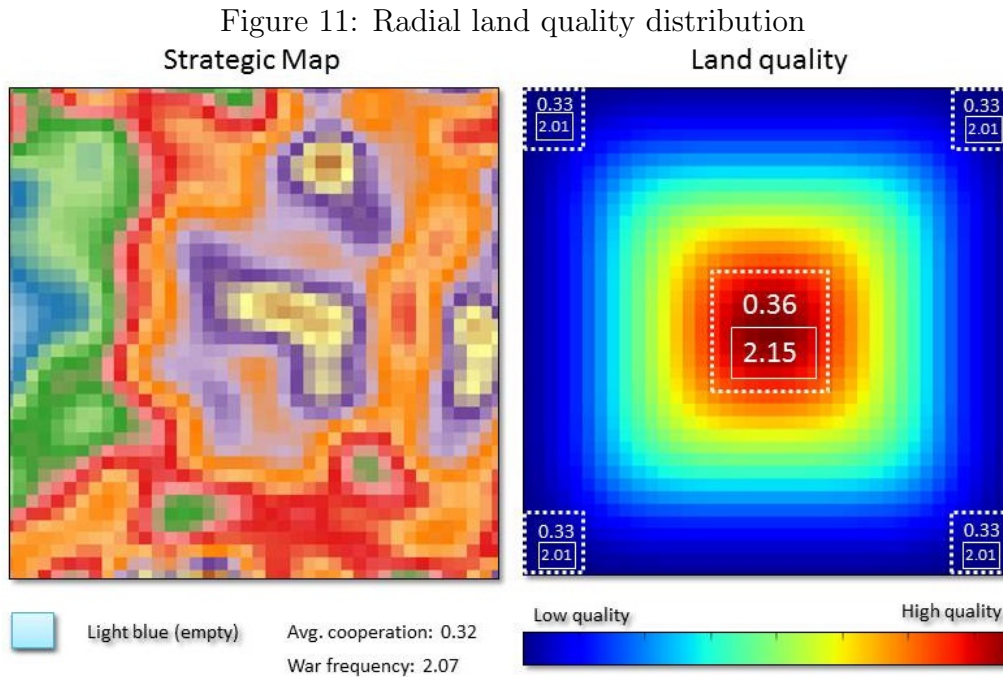 Figure 11: Radial land quality distribution
Strategic Map
Land quality
0.33
2.01
0.33
2.01
0.36
2.15
0.33
2.01
0.33
2.01
Light blue (empty)
Avg. cooperation: 0.32
War frequency: 2.07
Low quality
High quality